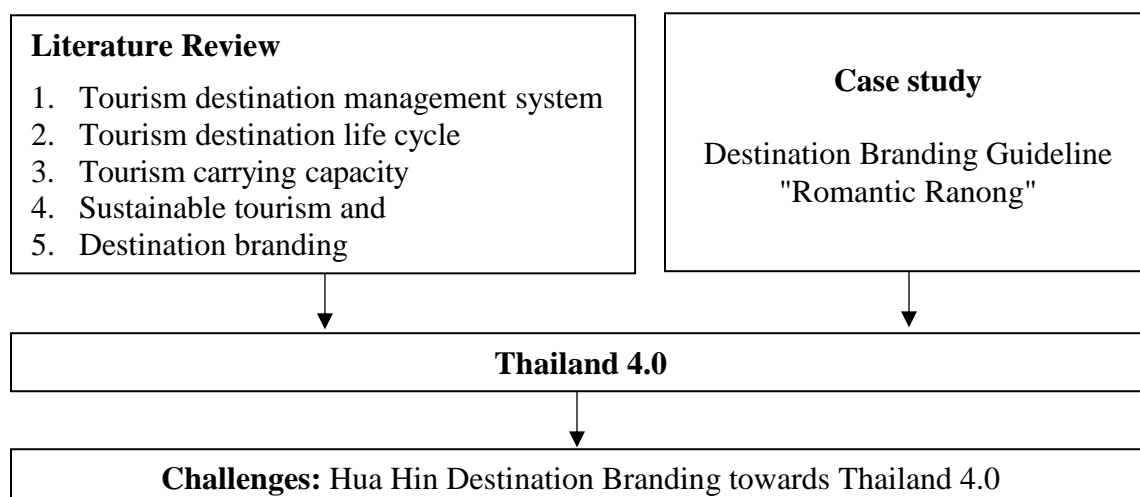 Literature Review
1. Tourism destination management system
2. Tourism destination life cycle
3. Tourism carrying capacity
4. Sustainable tourism and
5. Destination branding
Case study
Destination Branding Guideline
"Romantic Ranong"
Thailand 4.0
Challenges: Hua Hin Destination Branding towards Thailand 4.0